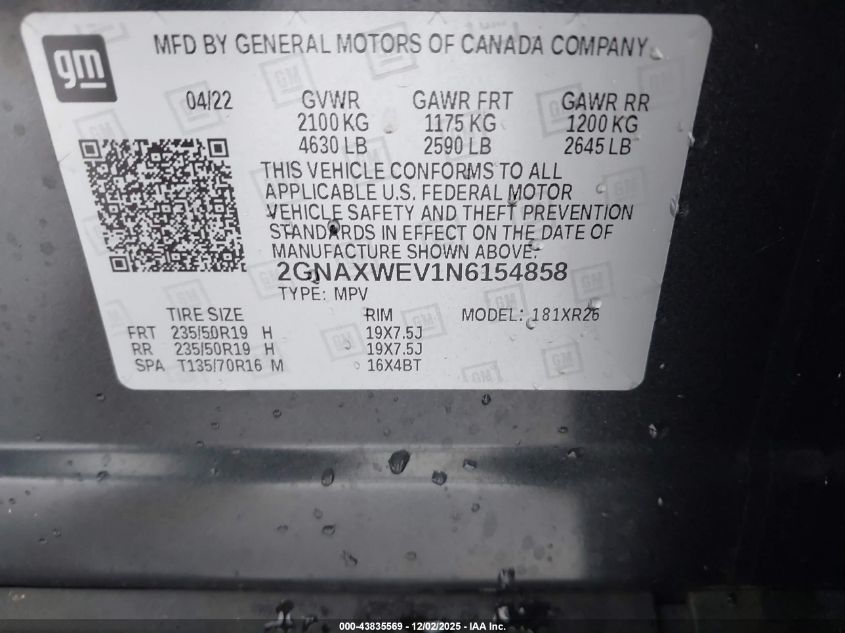 gm
MFD BY GENERAL MOTORS OF CANADA COMPANY
04/22 GVWR GAWR FRT GAWR RR
2100 KG 1175 KG 1200 KG
4630 LB 2590 LB 2645 LB
THIS VEHICLE CONFORMS TO ALL
APPLICABLE U.S. FEDERAL MOTOR
VEHICLE SAFETY AND THEFT PREVENTION
STANDARDS IN EFFECT ON THE DATE OF
MANUFACTURE SHOWN ABOVE:
2GNAXWEV1N6154858
TYPE: MPV
TIRE SIZE RIM MODEL: 181XR26
FRT 235/50R19 H 19X7.5J
RR 235/50R19 H 19X7.5J
SPA T135/70R16 M 16X4BT
000-43835569 - 12/02/2025 - IAA Inc.